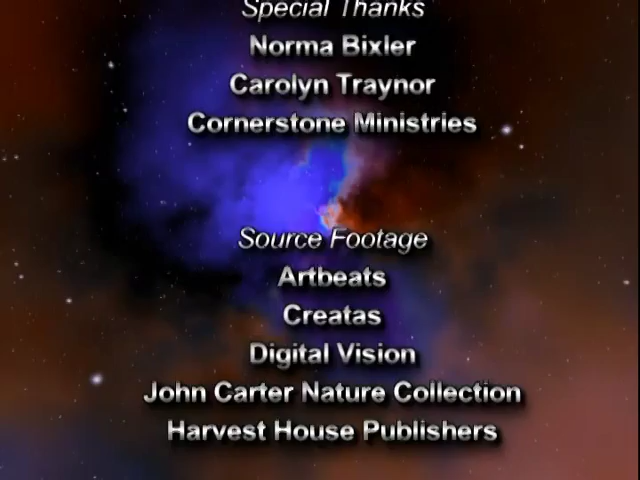 Special Thanks
Norma Bixler
Carolyn Traynor
Cornerstone Ministries
Source Footage
Artbeats
Creatas
Digital Vision
John Carter Nature Collection
Harvest House Publishers